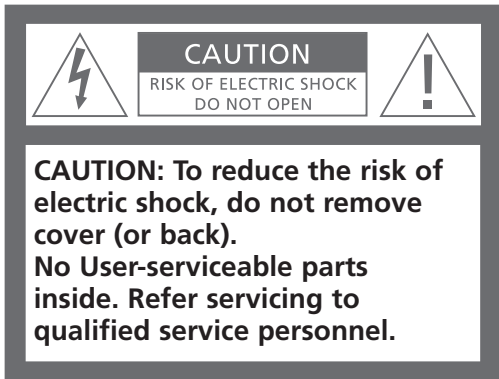 CAUTION
RISK OF ELECTRIC SHOCK
DO NOT OPEN
CAUTION: To reduce the risk of
electric shock, do not remove
cover (or back).
No User-serviceable parts
inside. Refer servicing to
qualified service personnel.